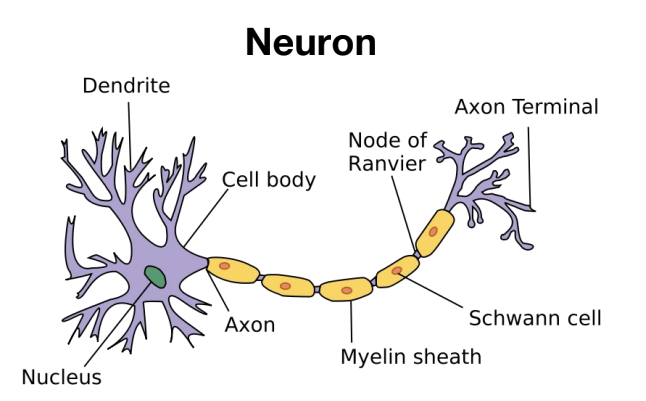 Neuron
Dendrite
Axon Terminal
Node of
Ranvier
Cell body
Axon
Schwann cell
Myelin sheath
Nucleus